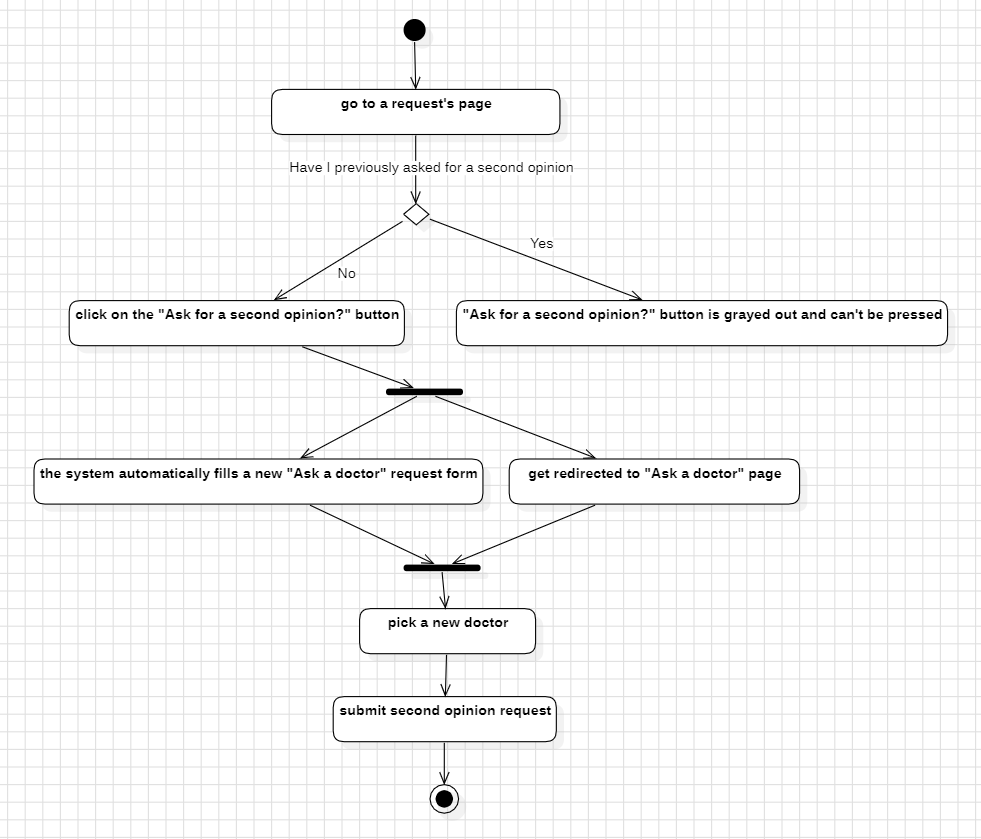 go to a request's page
Have I previously asked for a second opinion
Yes
No
click on the "Ask for a second opinion?" button
"Ask for a second opinion?" button is grayed out and can't be pressed
the system automatically fills a new "Ask a doctor" request form
get redirected to "Ask a doctor" page
pick a new doctor
submit second opinion request